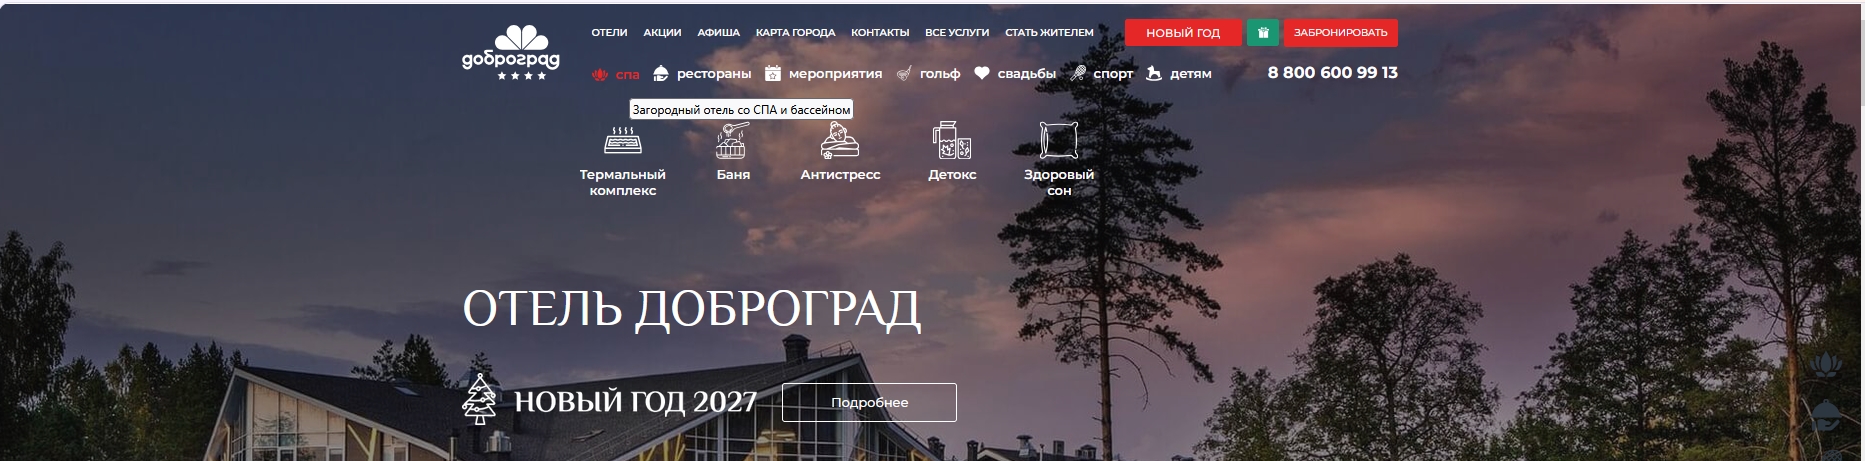 ОТЕЛИ АКЦИИ АФИША КАРТА ГОРОДА КОНТАКТЫ ВСЕ УСЛУГИ СТАТЬ ЖИТЕЛЕМ НОВЫЙ ГОД ЗАБРОНИРОВАТЬ
доброград
спа рестораны мероприятия гольф свадьбы спорт детям 8 800 600 99 13
Загородный отель со СПА и бассейном
Термальный комплекс
Баня
Антистресс
Детокс
Здоровый сон
ОТЕЛЬ ДОБРОГРАД
НОВЫЙ ГОД 2027 Подробнее